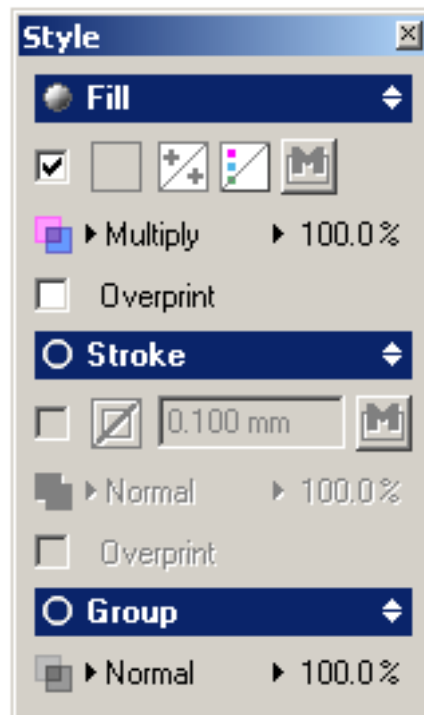 Style
Fill
Multiply 100.0%
Overprint
Stroke
0.100 mm
Normal 100.0%
Overprint
Group
Normal 100.0%